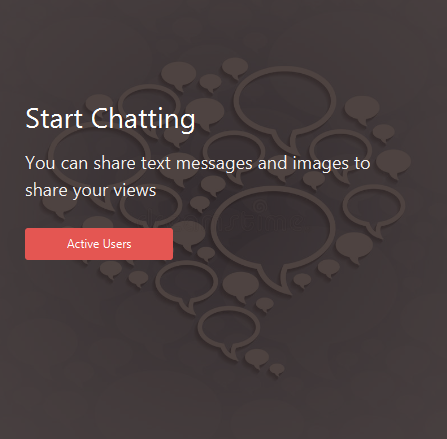 Start Chatting
You can share text messages and images to
share your views
Active Users